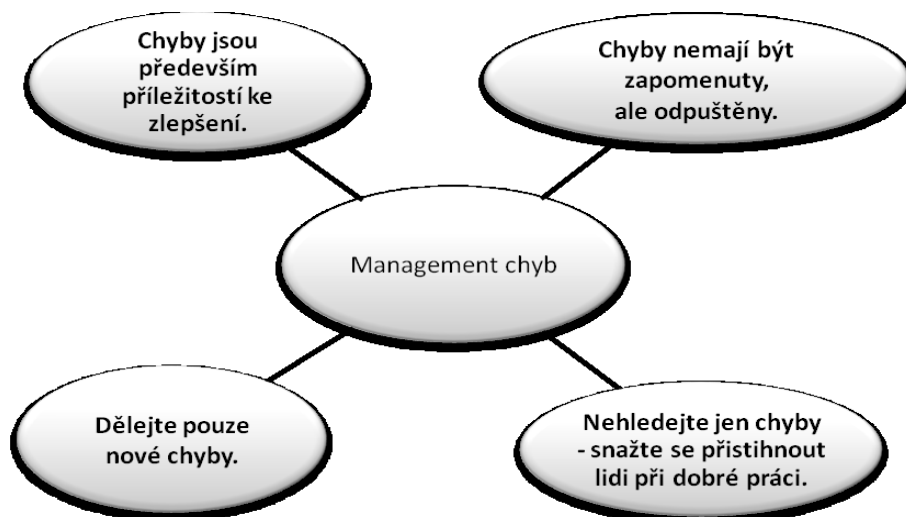 Chyby jsou
především
příležitostí ke
zlepšení.
Chyby nemají být
zapomenuty,
ale odpuštěny.
Management chyb
Dělejte pouze
nové chyby.
Nehledejte jen chyby
- snažte se přistihnout
lidi při dobré práci.